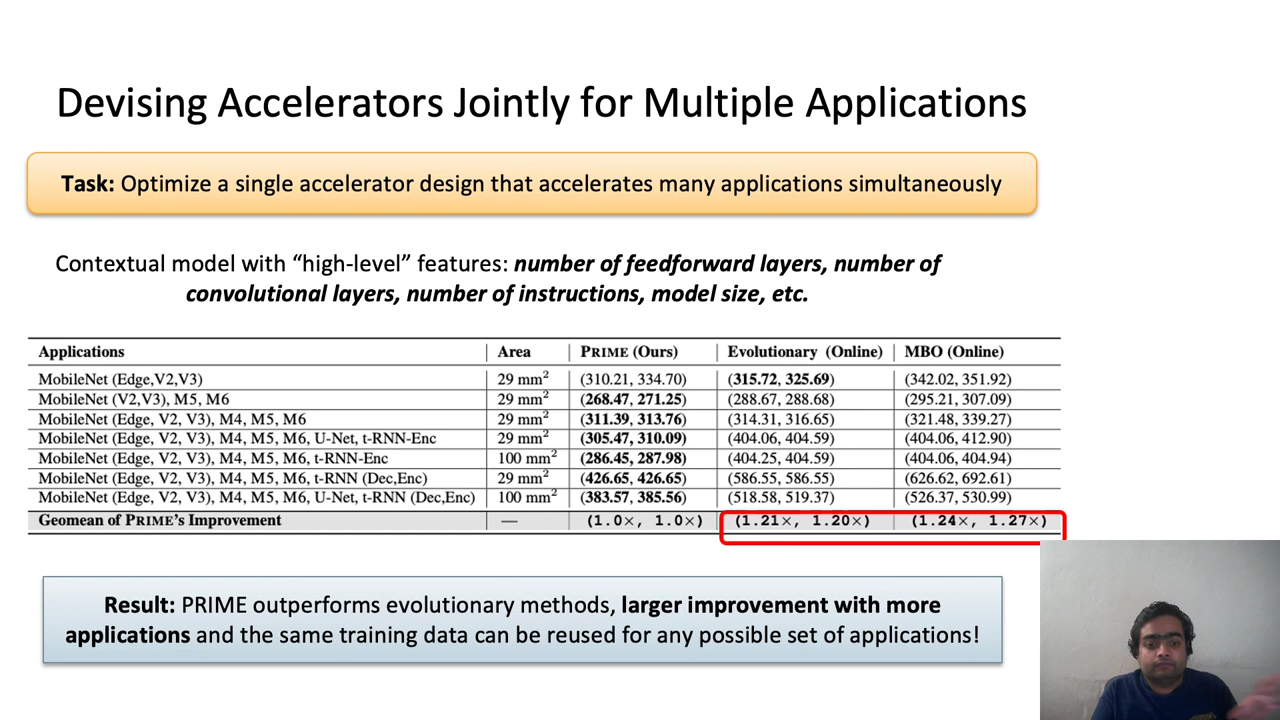 Devising Accelerators Jointly for Multiple Applications
Task: Optimize a single accelerator design that accelerates many applications simultaneously
Contextual model with “high-level” features: number of feedforward layers, number of
convolutional layers, number of instructions, model size, etc.
Applications | Area | PRIME (Ours) | Evolutionary (Online) | MBO (Online)
MobileNet (Edge,V2,V3) | 29 mm² | (310.21, 334.70) | (315.72, 325.69) | (342.02, 351.92)
MobileNet (V2,V3), M5, M6 | 29 mm² | (268.47, 271.25) | (288.67, 288.68) | (295.21, 307.09)
MobileNet (Edge, V2, V3), M4, M5, M6 | 29 mm² | (311.39, 313.76) | (314.31, 316.65) | (321.48, 339.27)
MobileNet (Edge, V2, V3), M4, M5, M6, U-Net, t-RNN-Enc | 29 mm² | (305.47, 310.09) | (404.06, 404.59) | (404.06, 412.90)
MobileNet (Edge, V2, V3), M4, M5, M6, t-RNN-Enc | 100 mm² | (286.45, 287.98) | (404.25, 404.59) | (404.06, 404.94)
MobileNet (Edge, V2, V3), M4, M5, M6, t-RNN (Dec,Enc) | 29 mm² | (426.65, 426.65) | (586.55, 586.55) | (626.62, 692.61)
MobileNet (Edge, V2, V3), M4, M5, M6, U-Net, t-RNN (Dec,Enc) | 100 mm² | (383.57, 385.56) | (518.58, 519.37) | (526.37, 530.99)
Geomean of PRIME's Improvement | — | (1.0×, 1.0×) | (1.21×, 1.20×) | (1.24×, 1.27×)
Result: PRIME outperforms evolutionary methods, larger improvement with more
applications and the same training data can be reused for any possible set of applications!